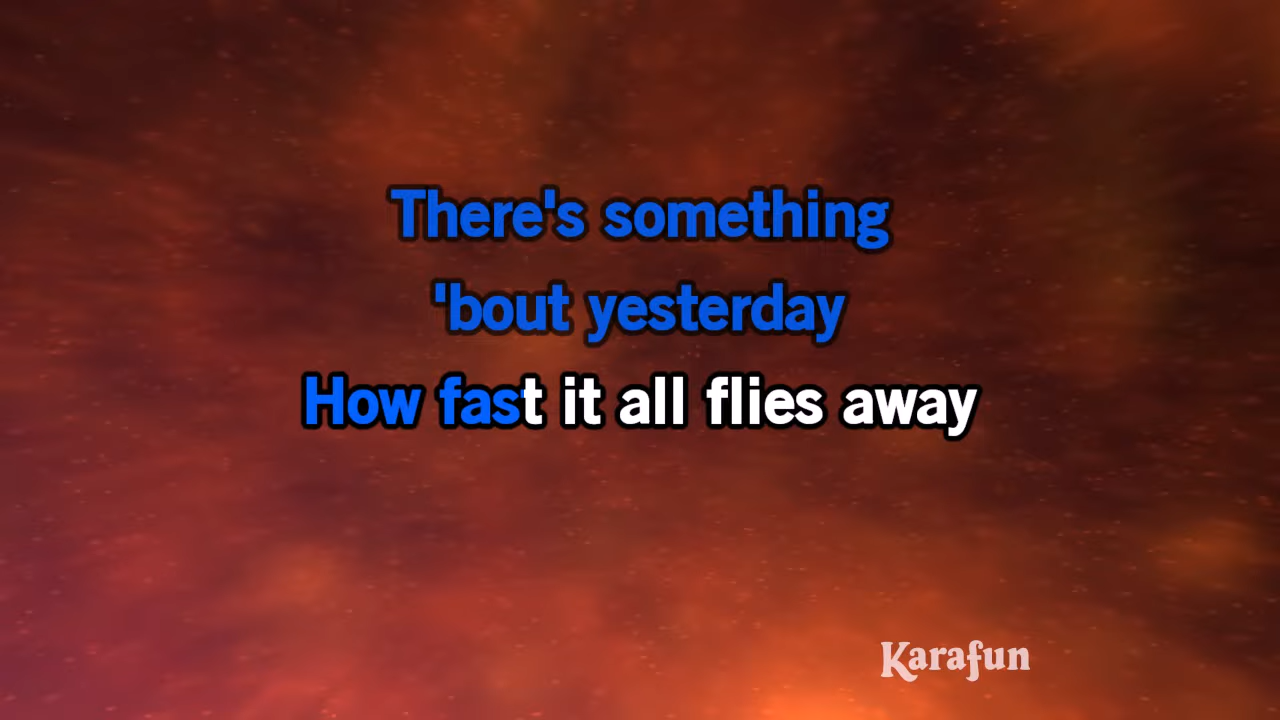 There's something
'bout yesterday
How fast it all flies away
Karafun